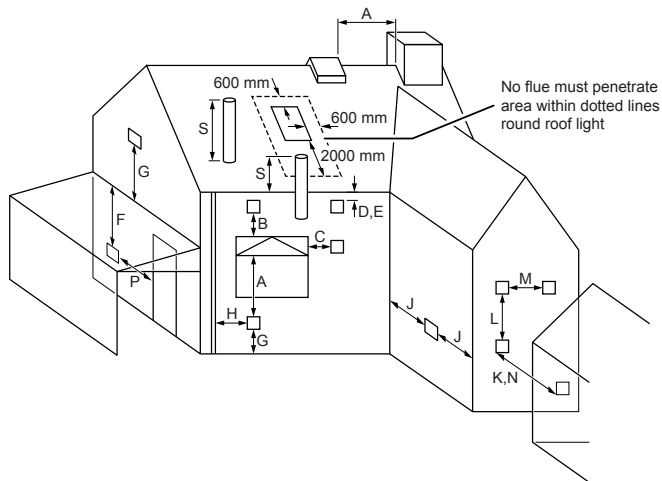 A
600 mm
No flue must penetrate
area within dotted lines
round roof light
600 mm
S
2000 mm
G
S
F
D,E
B
C
P
A
M
H
J
L
J
G
K,N